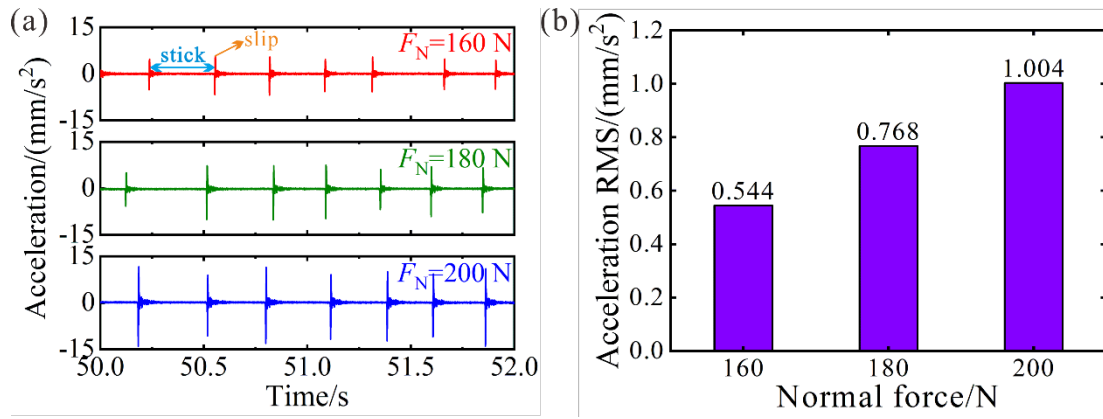 (a)
Acceleration/(mm/s²)
15
0
-15
stick
slip
F_N=160 N
15
0
-15
F_N=180 N
15
0
-15
F_N=200 N
50.0 50.5 51.0 51.5 52.0
Time/s
(b)
Acceleration RMS/(mm/s²)
1.2
1.0
0.8
0.6
0.4
0.2
0.0
0.544
0.768
1.004
160 180 200
Normal force/N